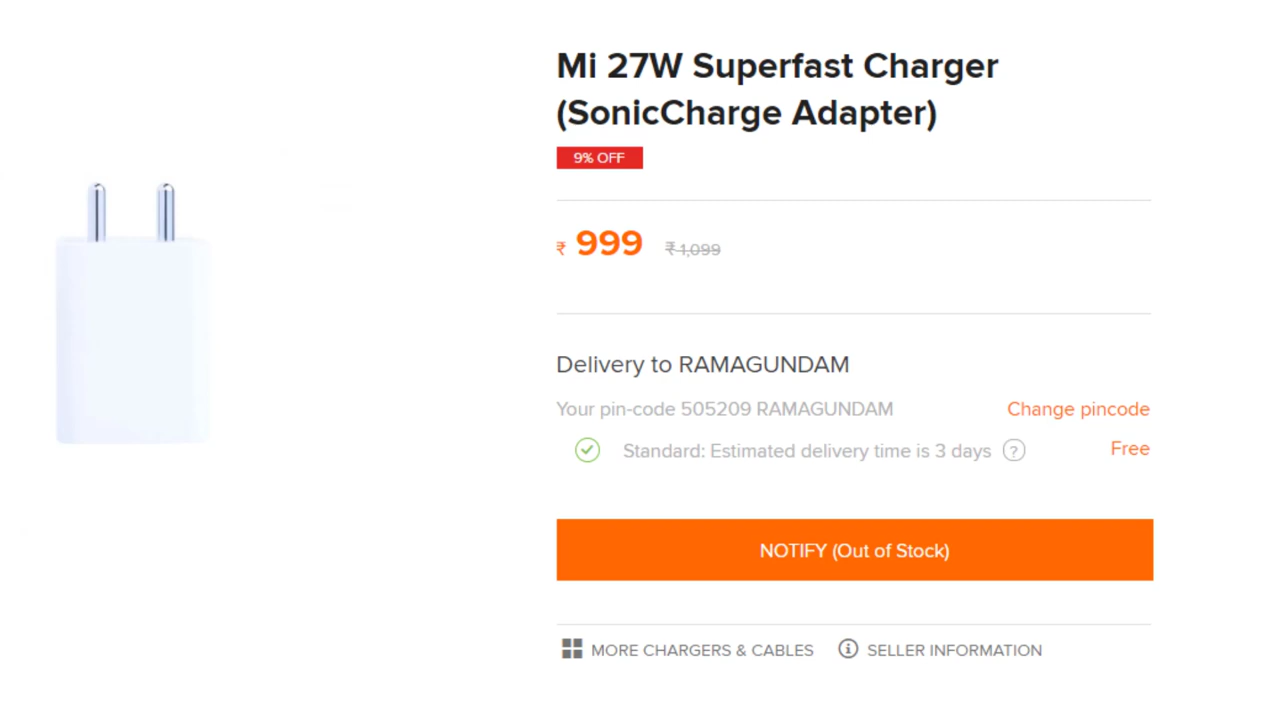 Mi 27W Superfast Charger
(SonicCharge Adapter)
9% OFF
₹ 999 ₹ 1,099
Delivery to RAMAGUNDAM
Your pin-code 505209 RAMAGUNDAM Change pincode
Standard: Estimated delivery time is 3 days ? Free
NOTIFY (Out of Stock)
MORE CHARGERS & CABLES SELLER INFORMATION